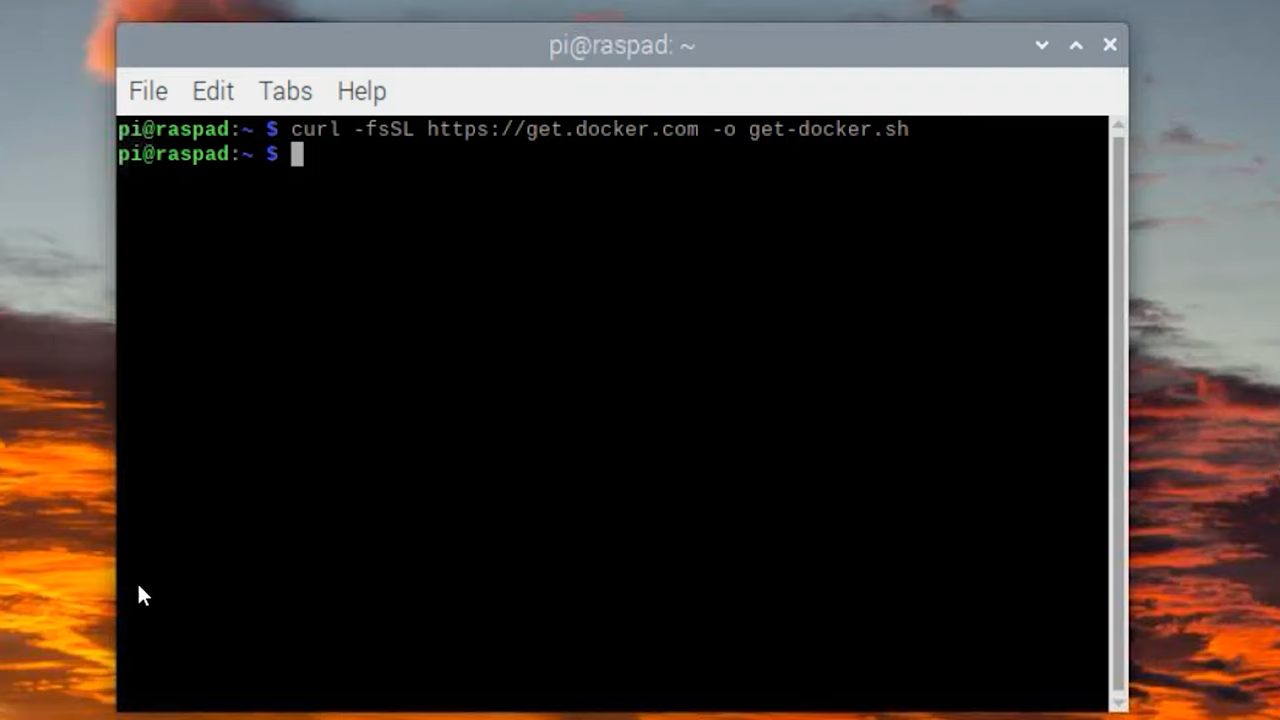 pi@raspad: ~
File Edit Tabs Help
pi@raspad:~ $ curl -fsSL https://get.docker.com -o get-docker.sh
pi@raspad:~ $